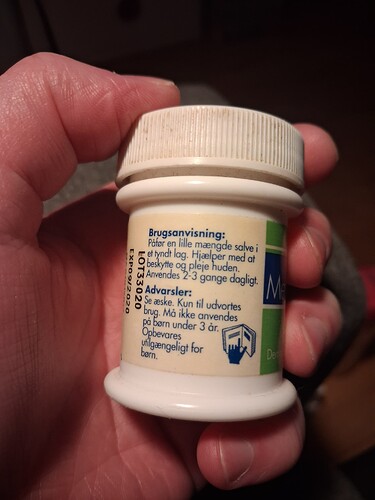 Brugsanvisning:
Påfør en lille mængde salve i
et tyndt lag. Hjælper med at
beskytte og pleje huden.
Anvendes 2-3 gange dagligt.
Advarsler:
Se æske. Kun til udvortes
brug. Må ikke anvendes
på børn under 3 år.
Opbevares
utilgængeligt for
børn.
LOT33020